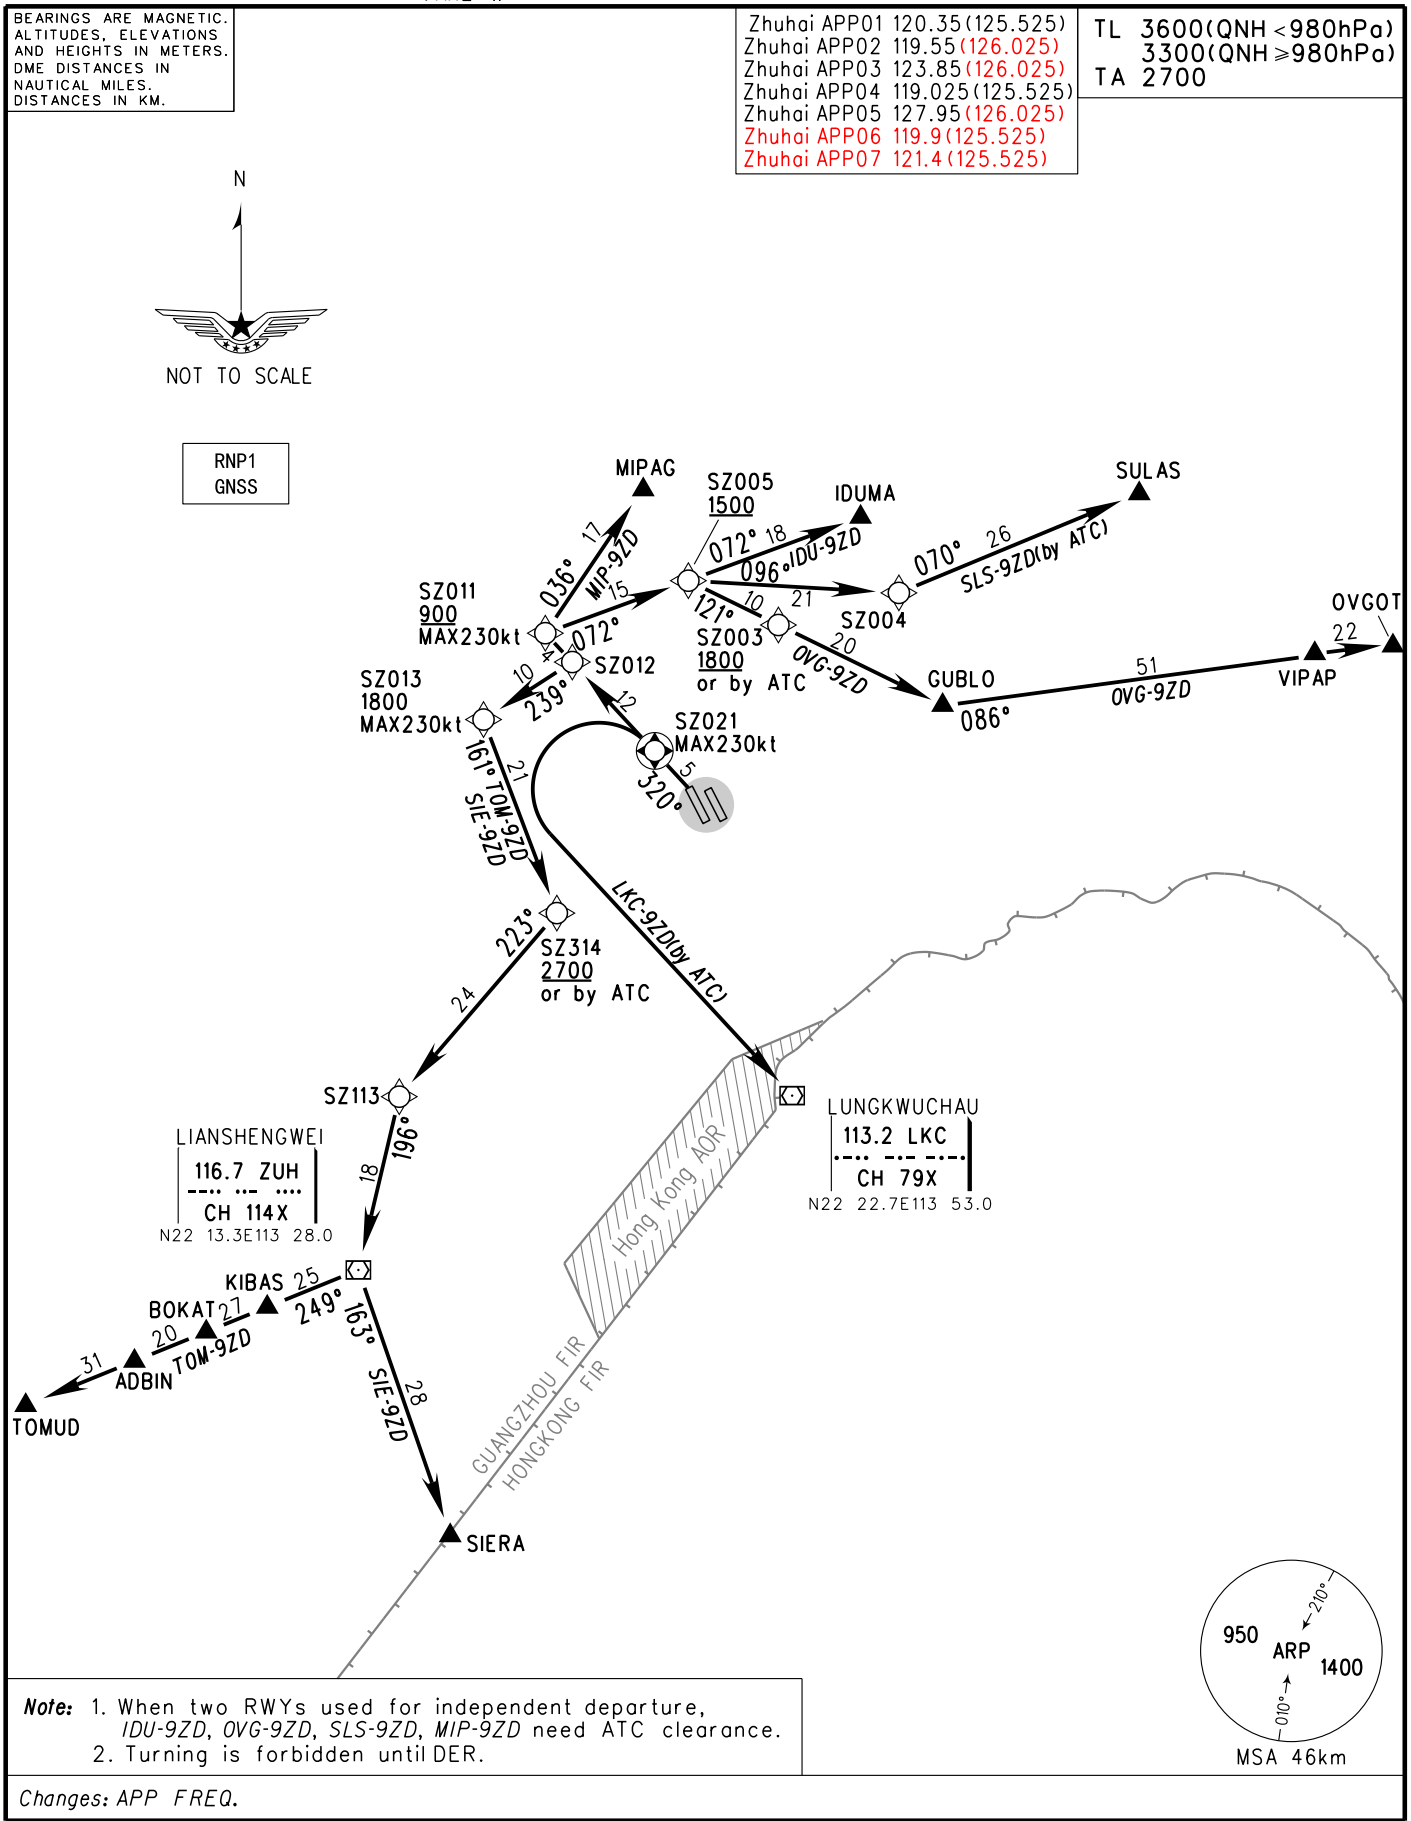 BEARINGS ARE MAGNETIC.
ALTITUDES, ELEVATIONS
AND HEIGHTS IN METERS.
DME DISTANCES IN
NAUTICAL MILES.
DISTANCES IN KM.
Zhuhai APP01 120.35(125.525)
Zhuhai APP02 119.55(126.025)
Zhuhai APP03 123.85(126.025)
Zhuhai APP04 119.025(125.525)
Zhuhai APP05 127.95(126.025)
Zhuhai APP06 119.9(125.525)
Zhuhai APP07 121.4(125.525)
TL 3600(QNH<980hPa)
3300(QNH≥980hPa)
TA 2700
N
NOT TO SCALE
RNP1
GNSS
MIPAG
17
036°
MIP-9ZD
SZ005
1500
IDUMA
072°
18
IDU-9ZD
SULAS
070°
26
SLS-9ZD(by ATC)
096°
21
SZ004
SZ011
900
MAX230kt
15
072°
4
SZ012
121°
10
SZ003
1800
or by ATC
20
OVG-9ZD
GUBLO
086°
51
OVG-9ZD
VIPAP
22
OVGOT
SZ013
1800
MAX230kt
10
239°
12
SZ021
MAX230kt
5
320°
161°
21
TOM-9ZD
SIE-9ZD
LKC-9ZD(by ATC)
223°
SZ314
2700
or by ATC
24
SZ113
196°
18
LIANSHENGWEI
116.7 ZUH
CH 114X
N22 13.3E113 28.0
LUNGKWUCHAU
113.2 LKC
CH 79X
N22 22.7E113 53.0
Hong Kong AOR
KIBAS
25
249°
BOKAT
27
20
TOM-9ZD
ADBIN
31
TOMUD
163°
28
SIE-9ZD
SIERA
GUANGZHOU FIR
HONGKONG FIR
210°
950
ARP
1400
010°
MSA 46km
Note: 1. When two RWYs used for independent departure,
IDU-9ZD, OVG-9ZD, SLS-9ZD, MIP-9ZD need ATC clearance.
2. Turning is forbidden until DER.
Changes: APP FREQ.